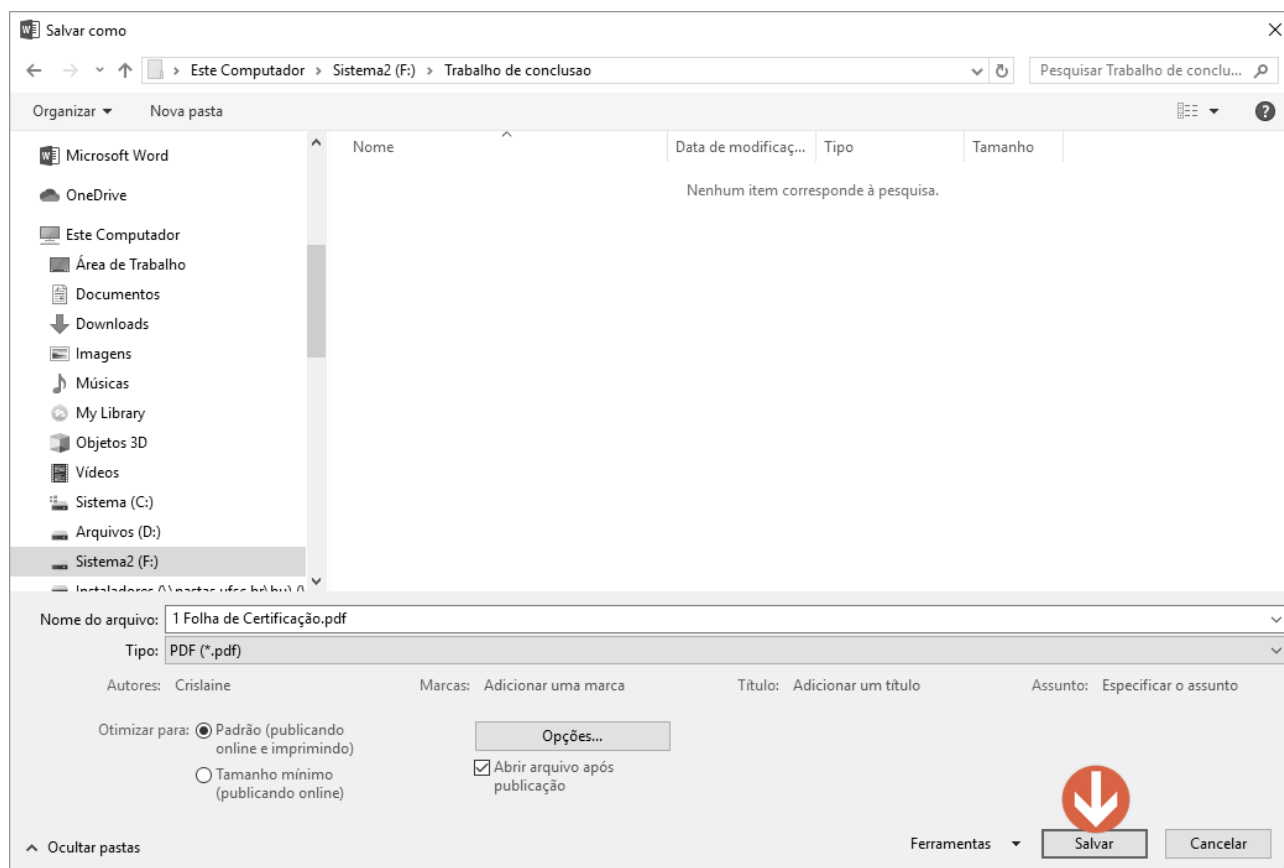 Salvar como
Este Computador > Sistema2 (F:) > Trabalho de conclusao
Pesquisar Trabalho de conclu...
Organizar
Nova pasta
Microsoft Word
OneDrive
Este Computador
Área de Trabalho
Documentos
Downloads
Imagens
Músicas
My Library
Objetos 3D
Vídeos
Sistema (C:)
Arquivos (D:)
Sistema2 (F:)
Nome Data de modificaç... Tipo Tamanho
Nenhum item corresponde à pesquisa.
Nome do arquivo: 1 Folha de Certificação.pdf
Tipo: PDF (*.pdf)
Autores: Crislaine Marcas: Adicionar uma marca Título: Adicionar um título Assunto: Especificar o assunto
Otimizar para: Padrão (publicando
online e imprimindo)
Tamanho mínimo
(publicando online)
Opções...
Abrir arquivo após
publicação
Ocultar pastas
Ferramentas Salvar Cancelar